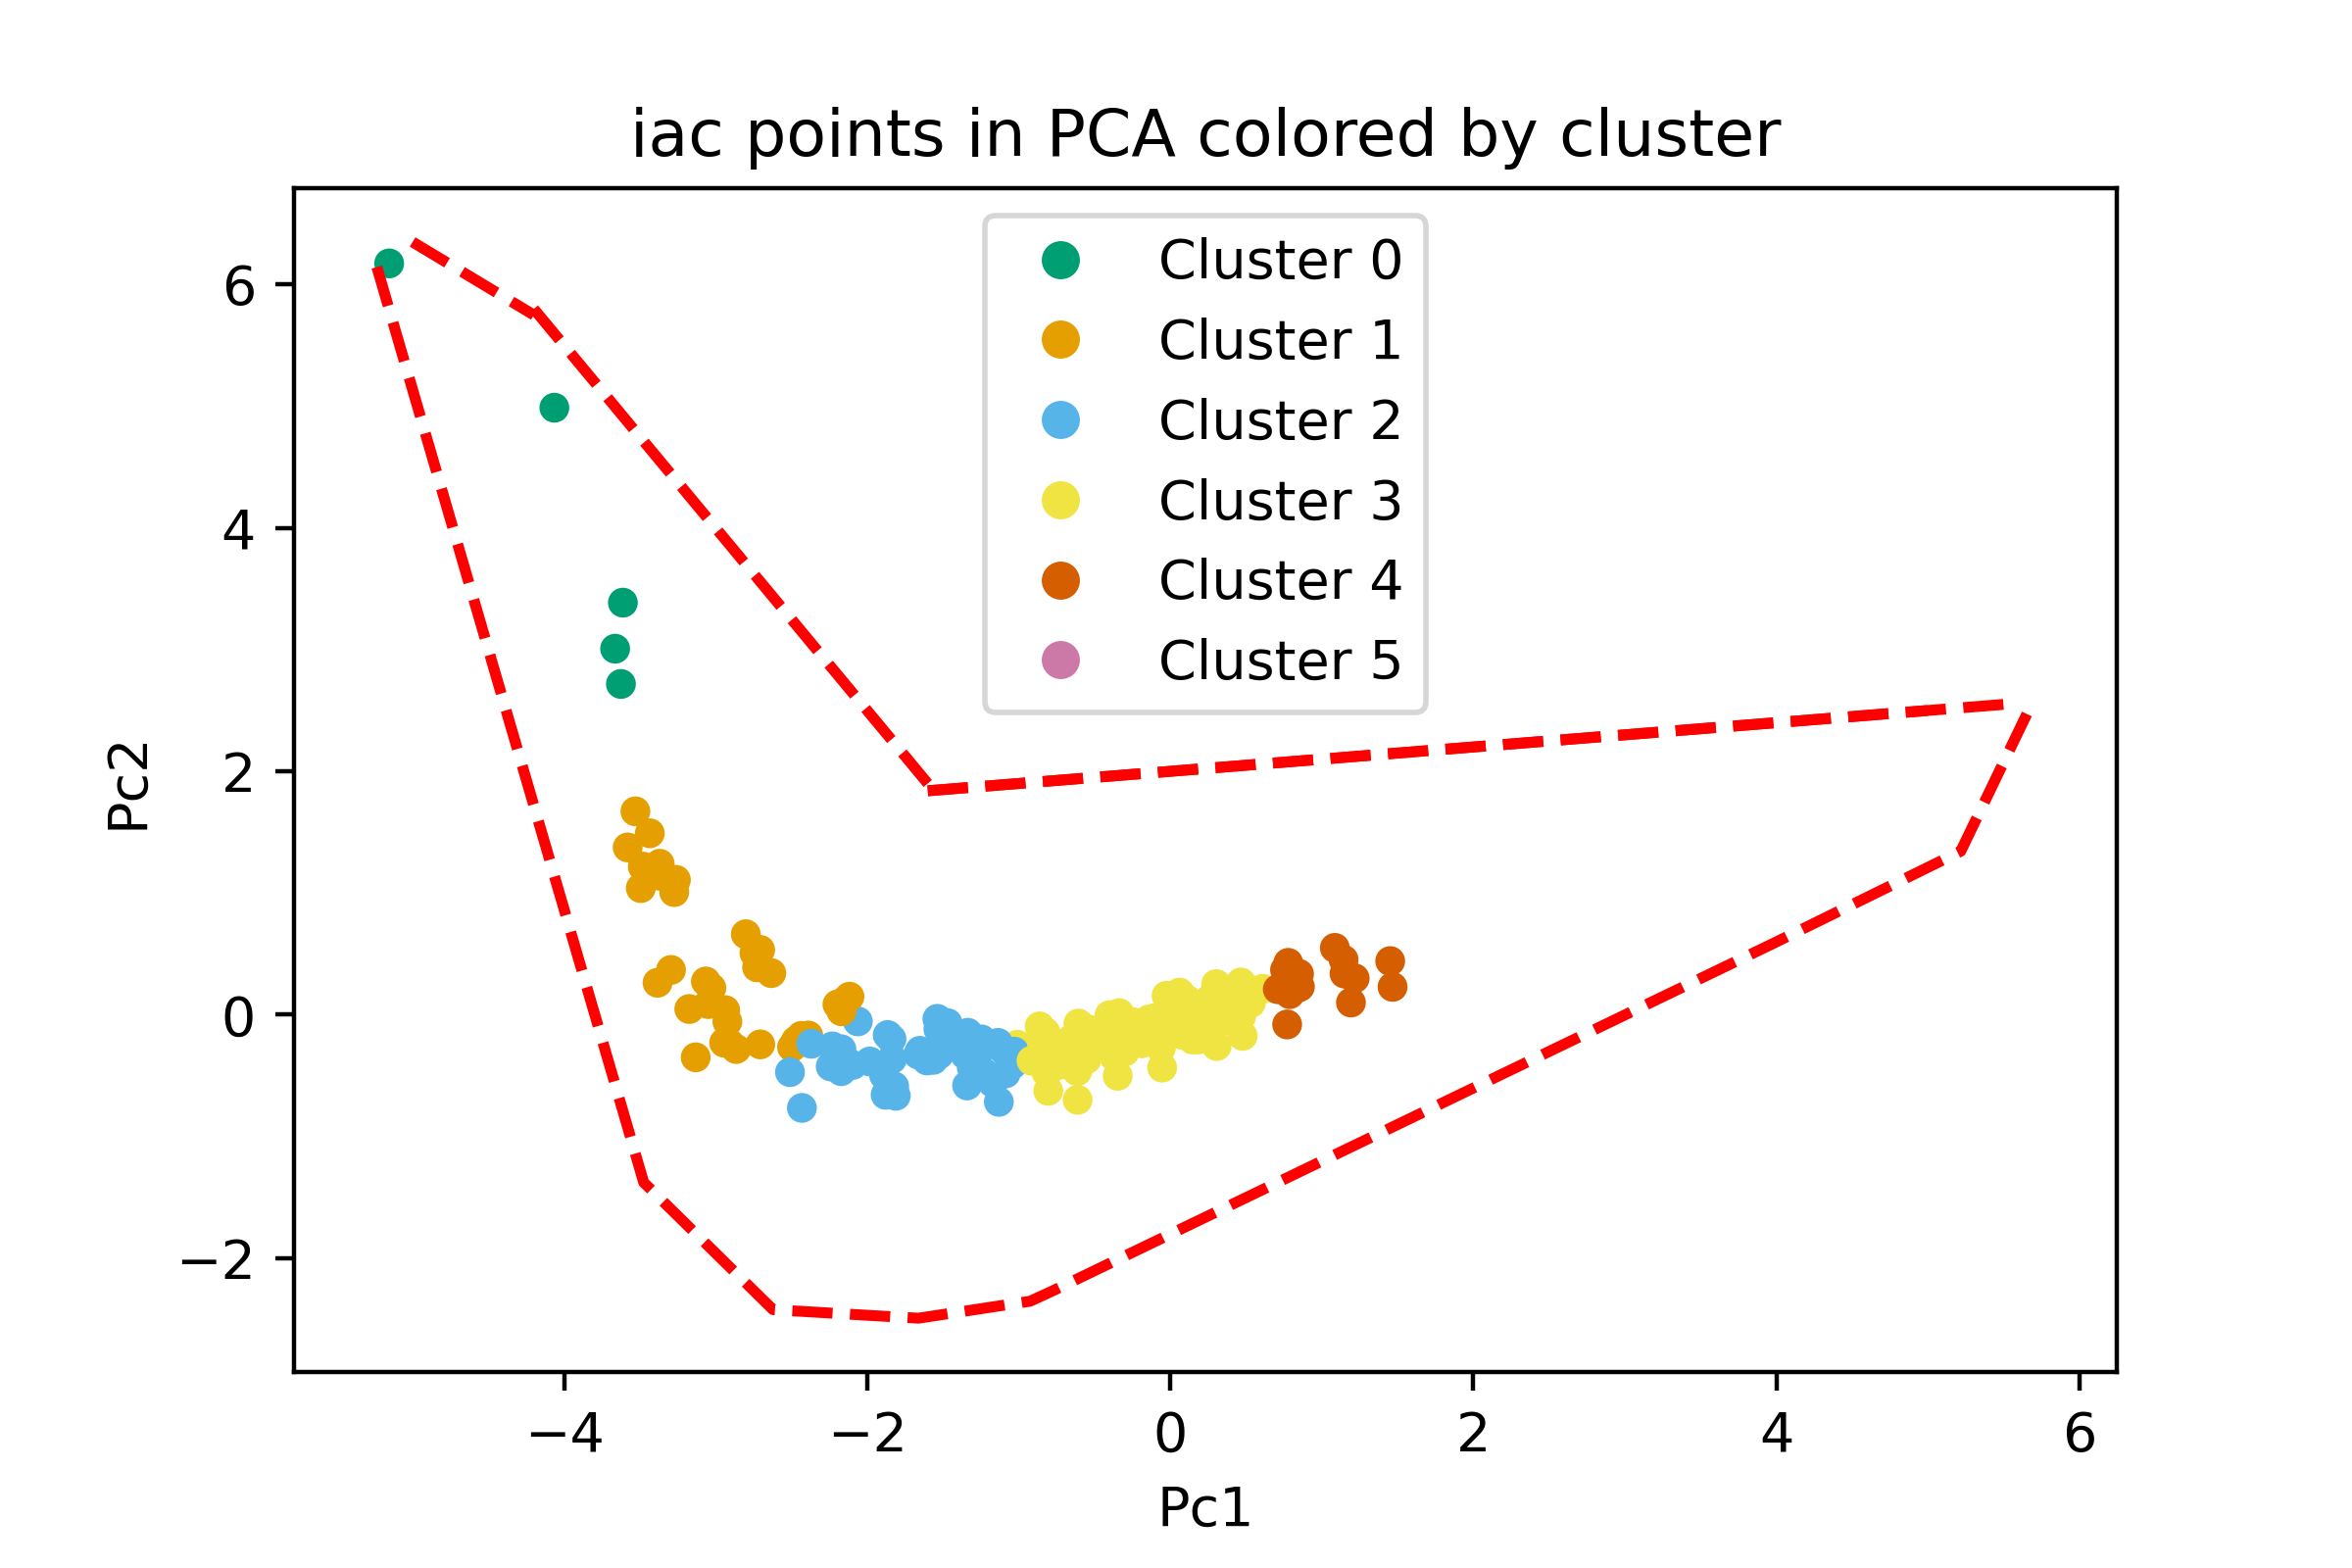 iac points in PCA colored by cluster
Cluster 0
Cluster 1
Cluster 2
Cluster 3
Cluster 4
Cluster 5
6
4
2
0
−2
Pc2
−4
−2
0
2
4
6
Pc1